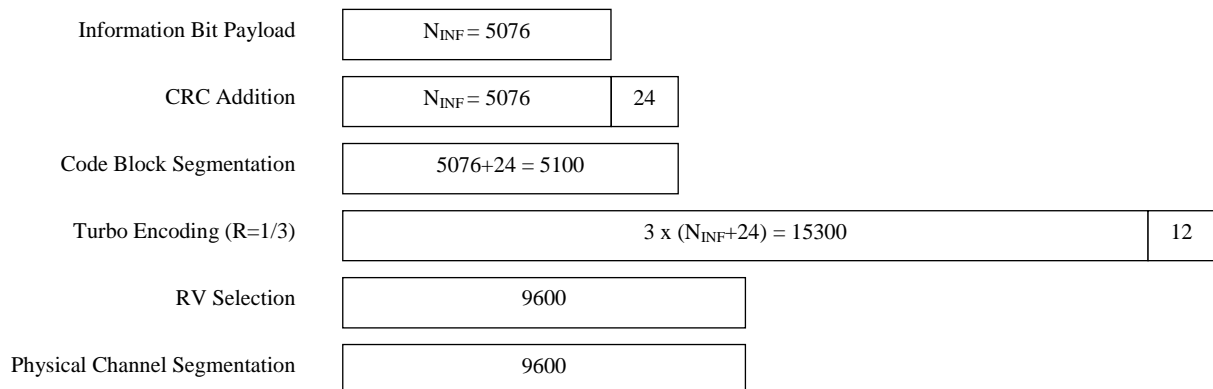 Information Bit Payload N_INF = 5076
CRC Addition N_INF = 5076 24
Code Block Segmentation 5076+24 = 5100
Turbo Encoding (R=1/3) 3 x (N_INF+24) = 15300 12
RV Selection 9600
Physical Channel Segmentation 9600